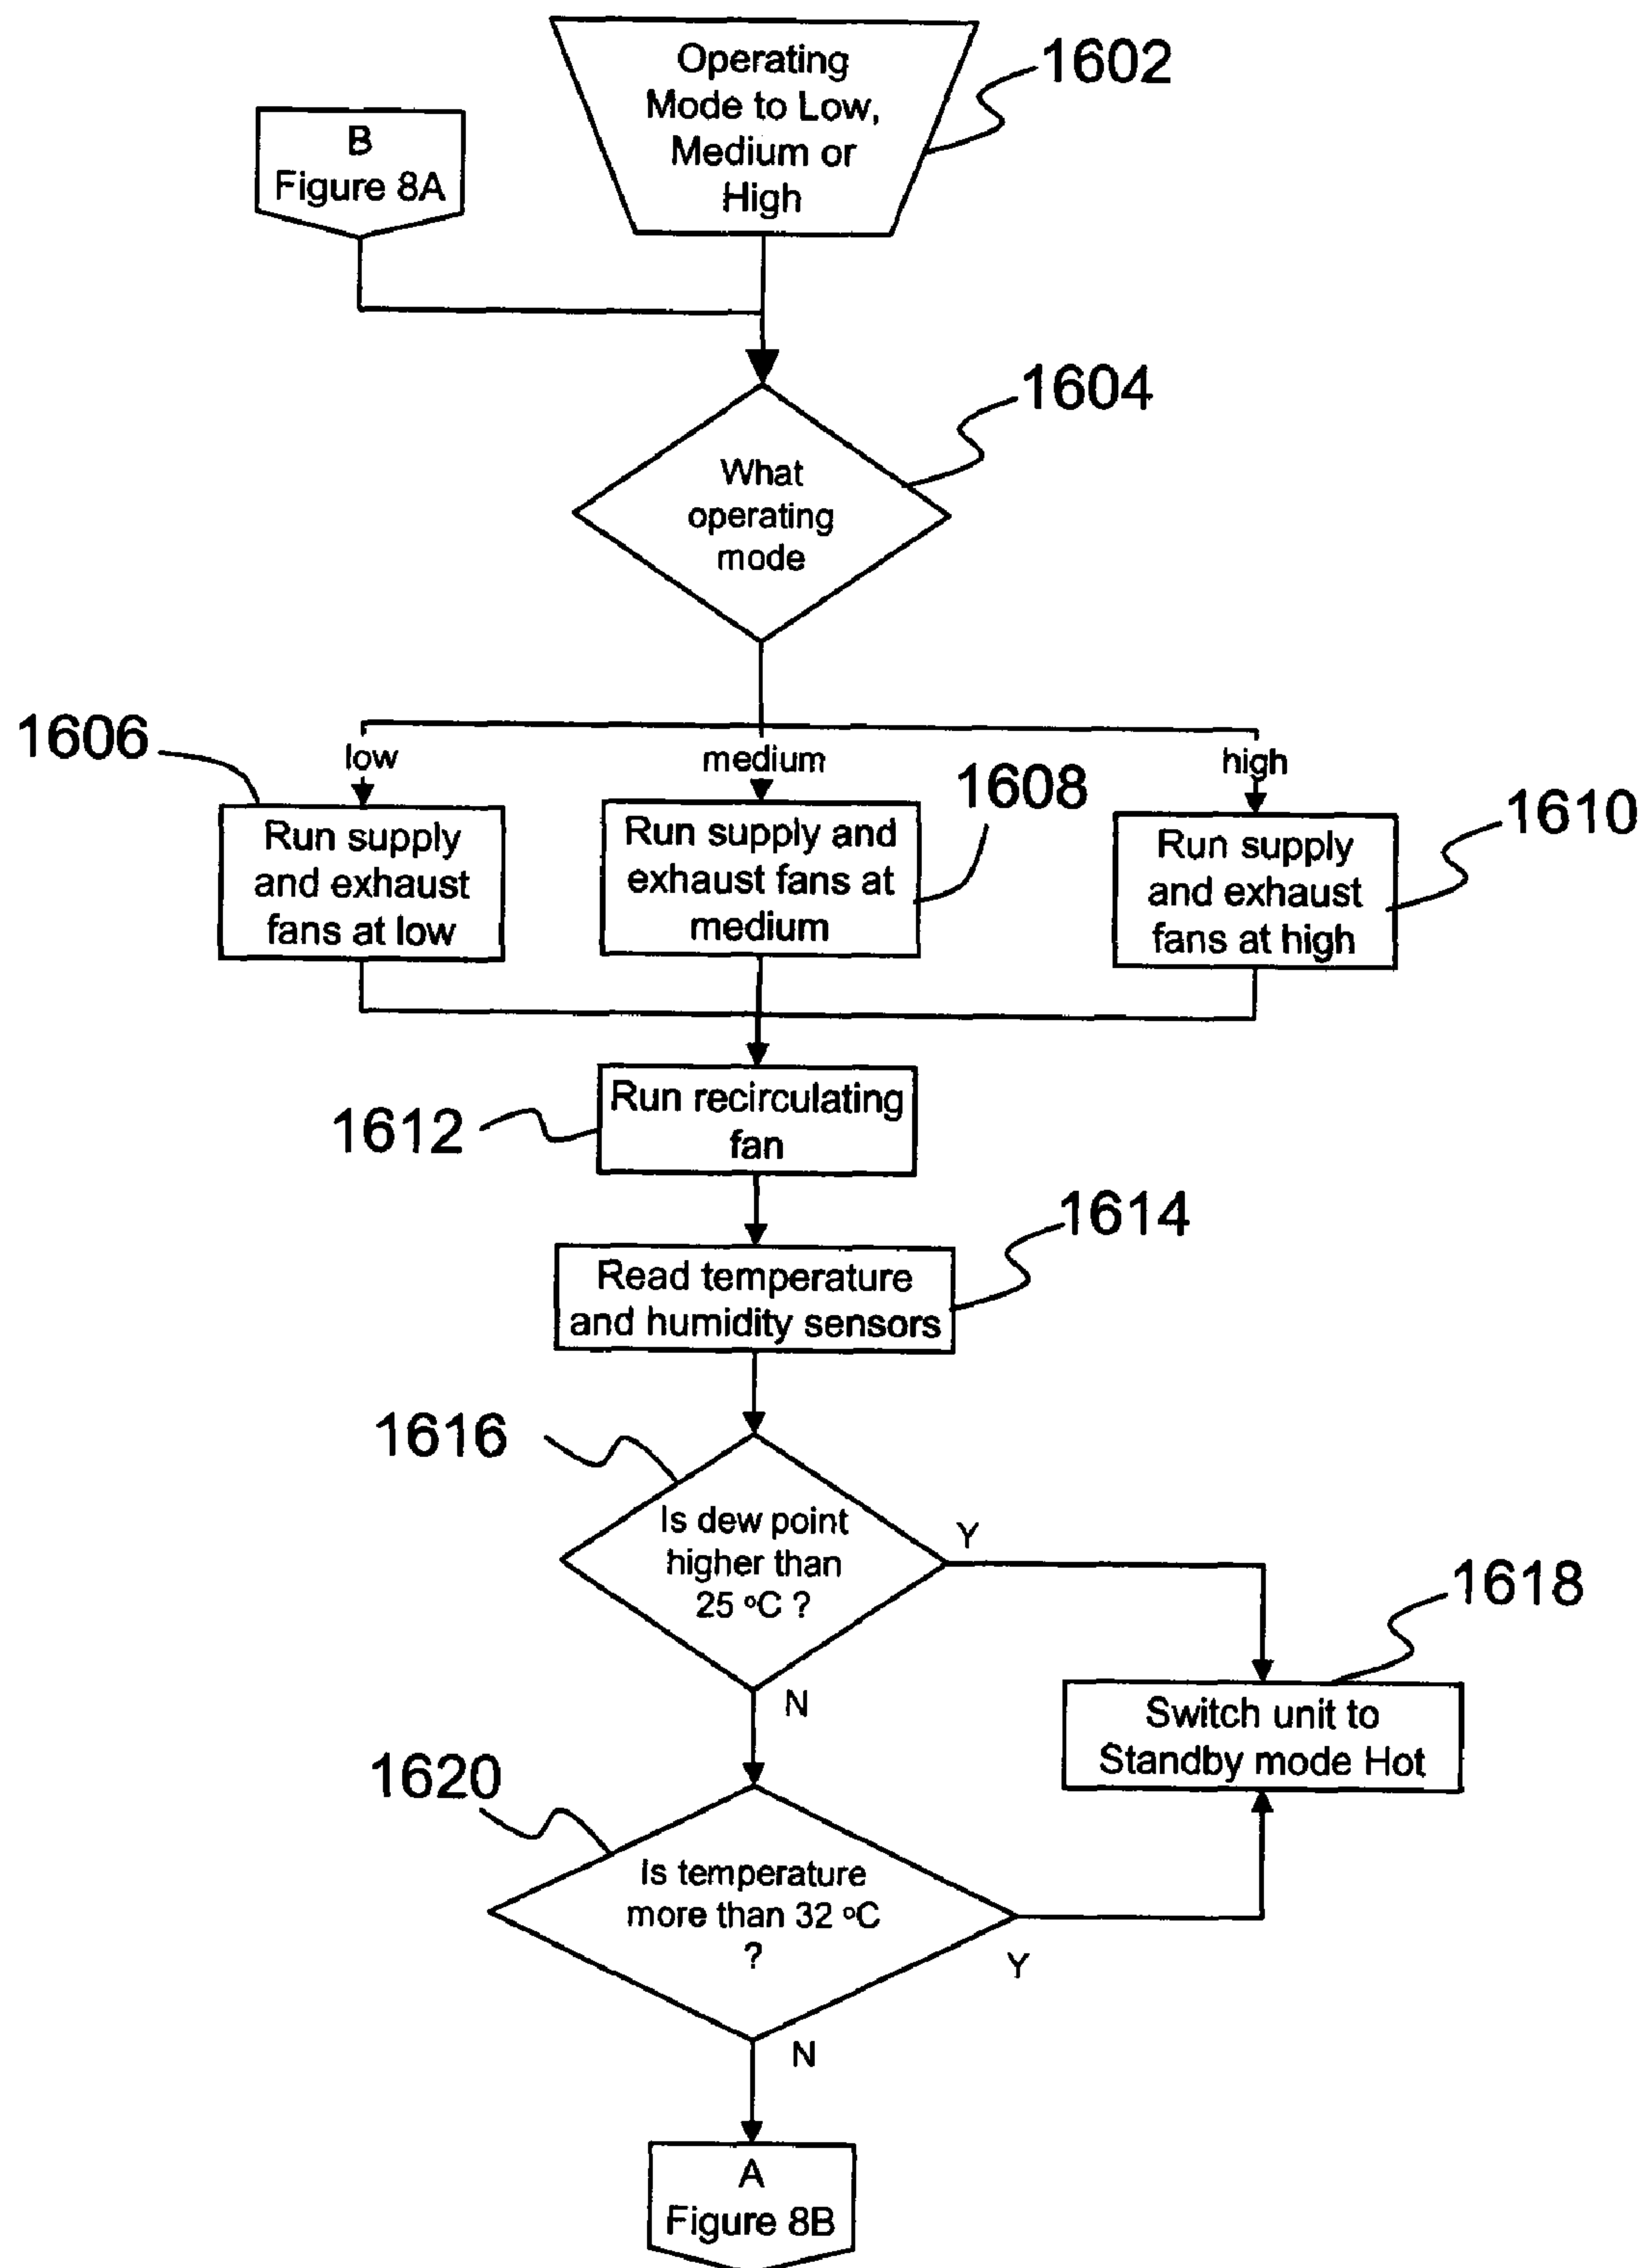 Operating
Mode to Low,
Medium or
High
1602
B
Figure 8A
1604
What
operating
mode
1606
low
medium
high
1608
1610
Run supply
and exhaust
fans at low
Run supply and
exhaust fans at
medium
Run supply
and exhaust
fans at high
1612
Run recirculating
fan
1614
Read temperature
and humidity sensors
1616
Is dew point
higher than
25 °C ?
Y
N
1618
Switch unit to
Standby mode Hot
1620
Is temperature
more than 32 °C
?
Y
N
A
Figure 8B